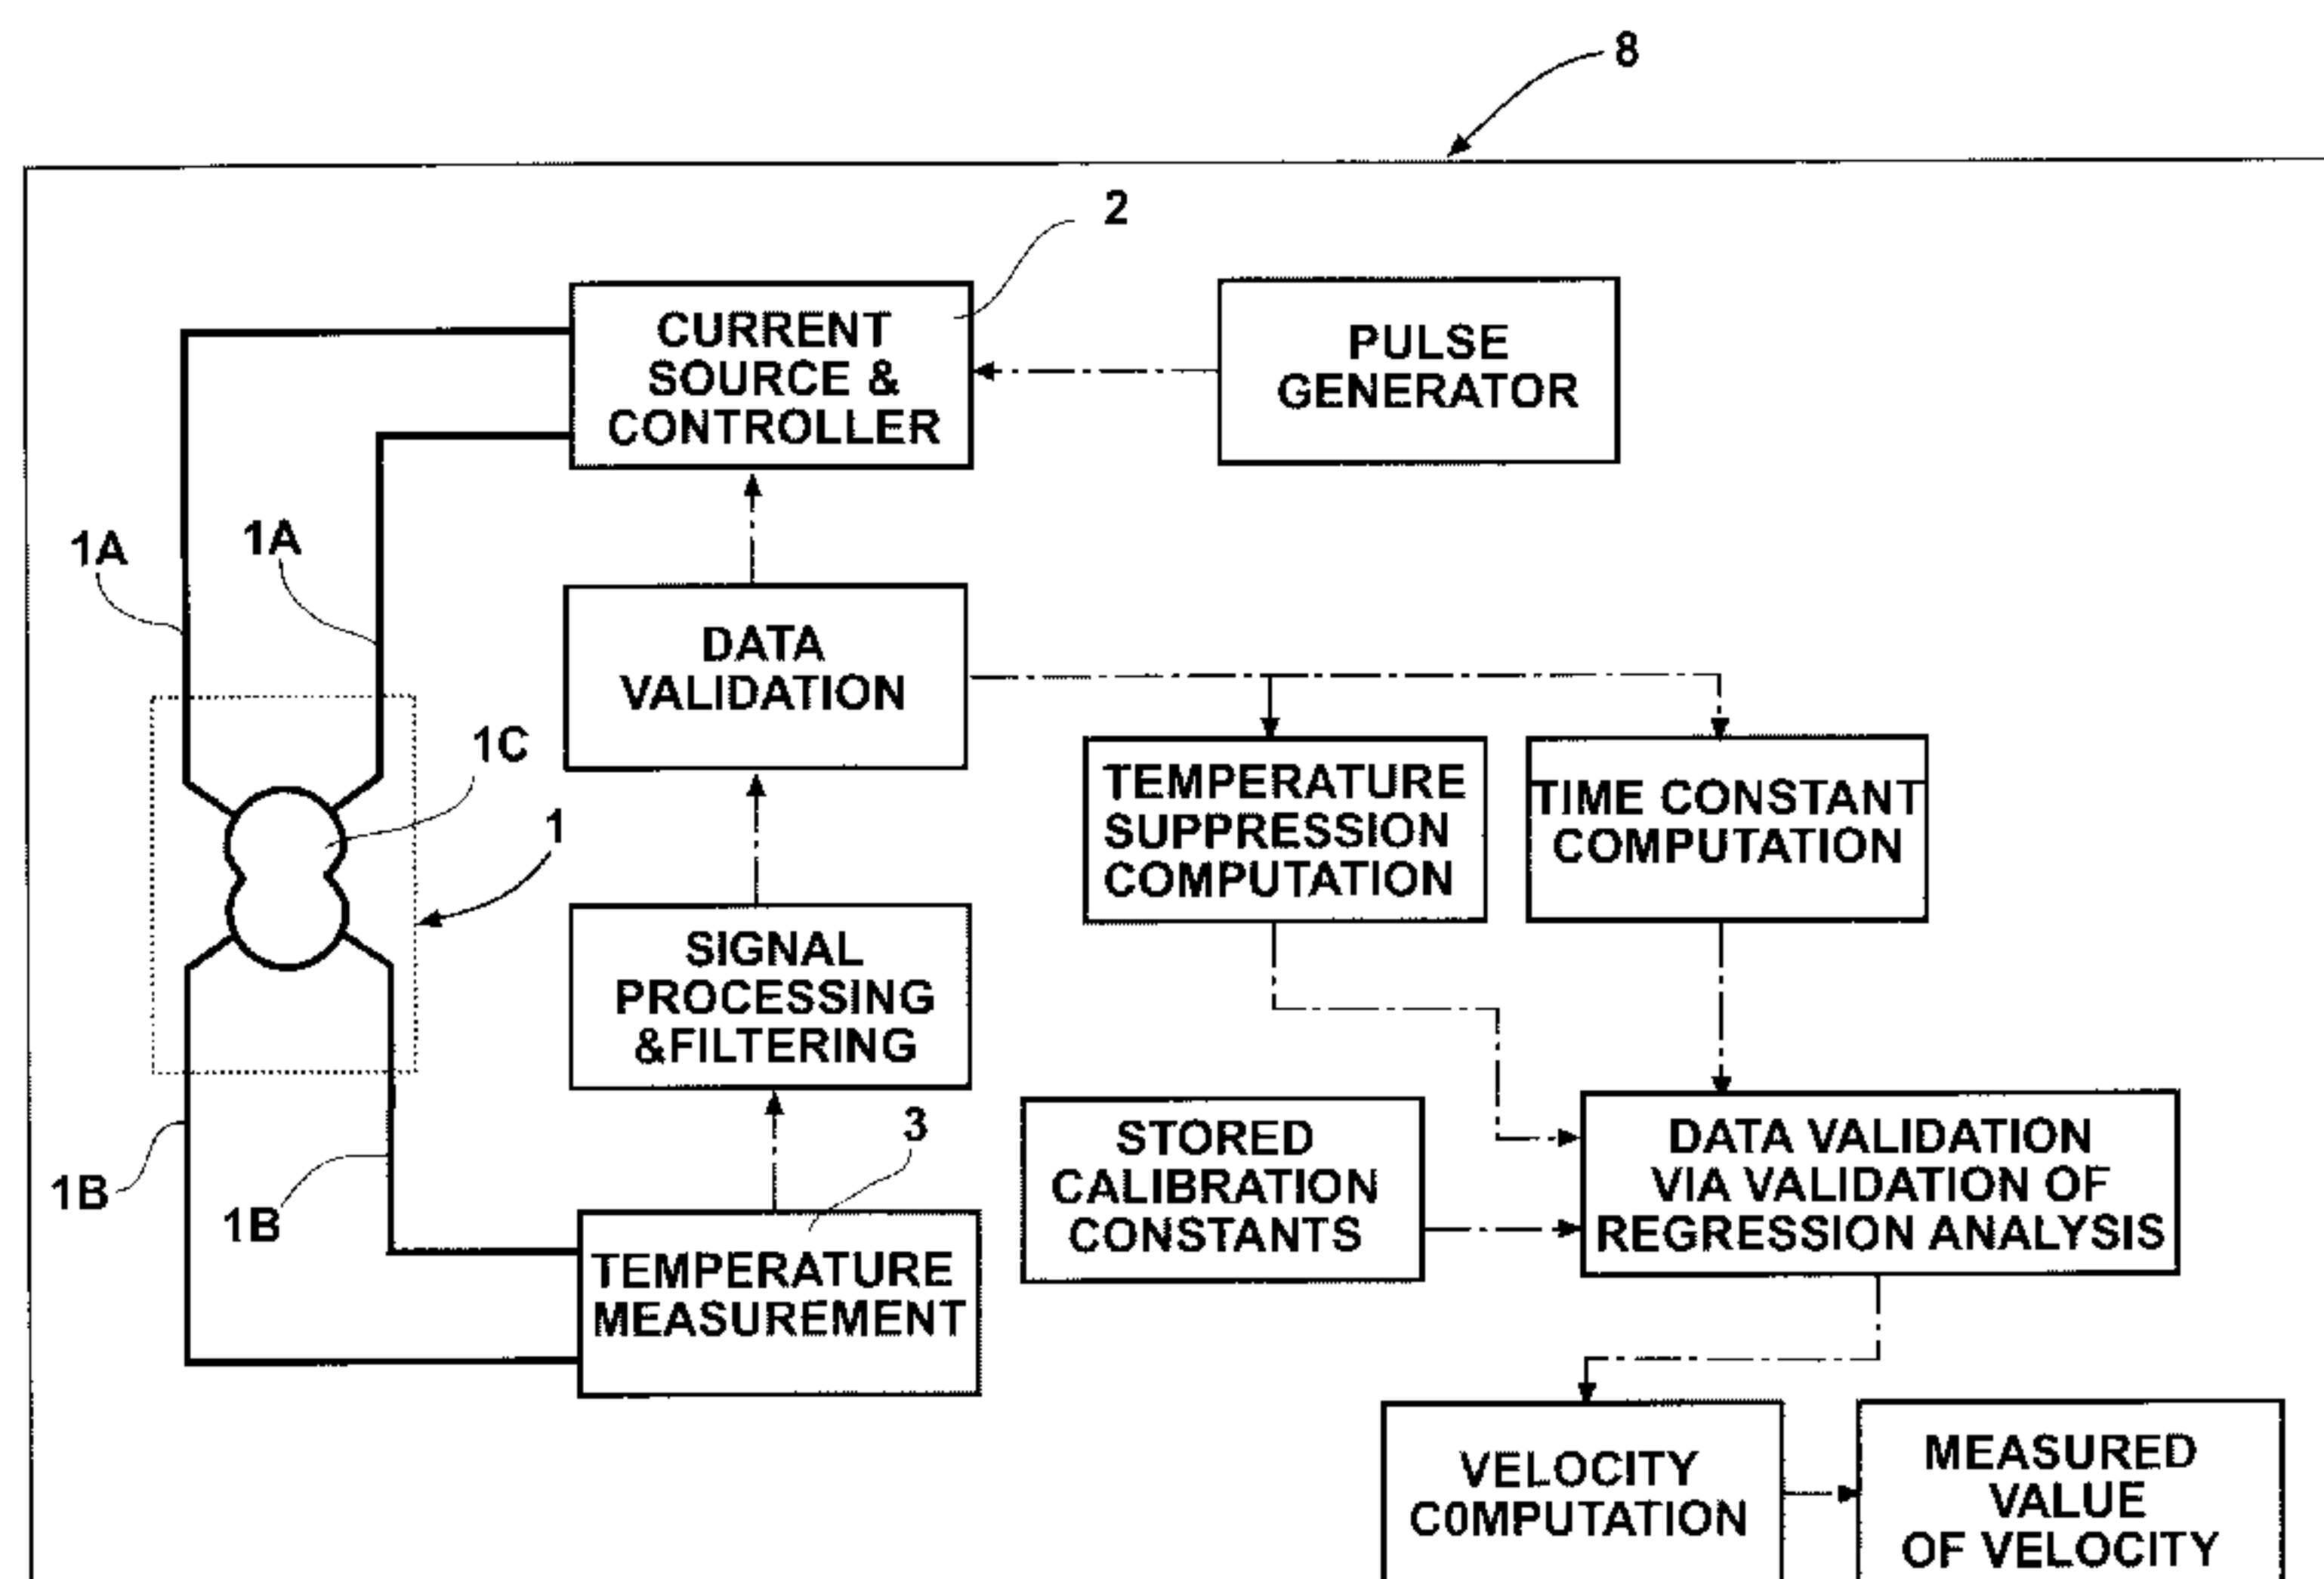 8
2
CURRENT
SOURCE &
CONTROLLER
PULSE
GENERATOR
1A
1A
DATA
VALIDATION
1C
1
TEMPERATURE
SUPPRESSION
COMPUTATION
TIME CONSTANT
COMPUTATION
SIGNAL
PROCESSING
&FILTERING
3
1B
1B
STORED
CALIBRATION
CONSTANTS
DATA VALIDATION
VIA VALIDATION OF
REGRESSION ANALYSIS
TEMPERATURE
MEASUREMENT
VELOCITY
C0MPUTATION
MEASURED
VALUE
OF VELOCITY